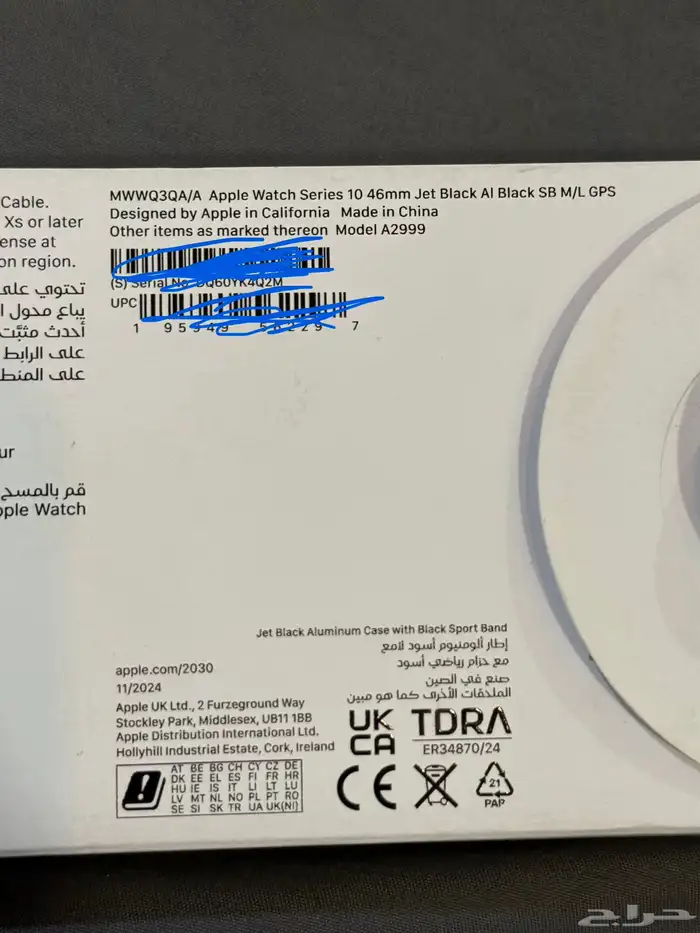 Cable.
Xs or later
ense at
on region.
تحتوي على
يباع محول ا
أحدث مثبّت
على الرابط
على المنط
ur
قم بالمسح
pple Watch
MWWQ3QA/A Apple Watch Series 10 46mm Jet Black Al Black SB M/L GPS
Designed by Apple in California Made in China
Other items as marked thereon Model A2999
(S) Serial No.
UPC
1 7
Jet Black Aluminum Case with Black Sport Band
إطار ألومنيوم أسود لامع
مع حزام رياضي أسود
صنع في الصين
الملحقات الأخرى كما هو مبين
apple.com/2030
11/2024
Apple UK Ltd., 2 Furzeground Way
Stockley Park, Middlesex, UB11 1BB
Apple Distribution International Ltd.
Hollyhill Industrial Estate, Cork, Ireland
UK
CA
TDRA
ER34870/24
AT BE BG CH CY CZ DE
DK EE EL ES FI FR HR
HU IE IS IT LI LT LU
LV MT NL NO PL PT RO
SE SI SK TR UA UK(NI)
CE
21
PAP
حراج